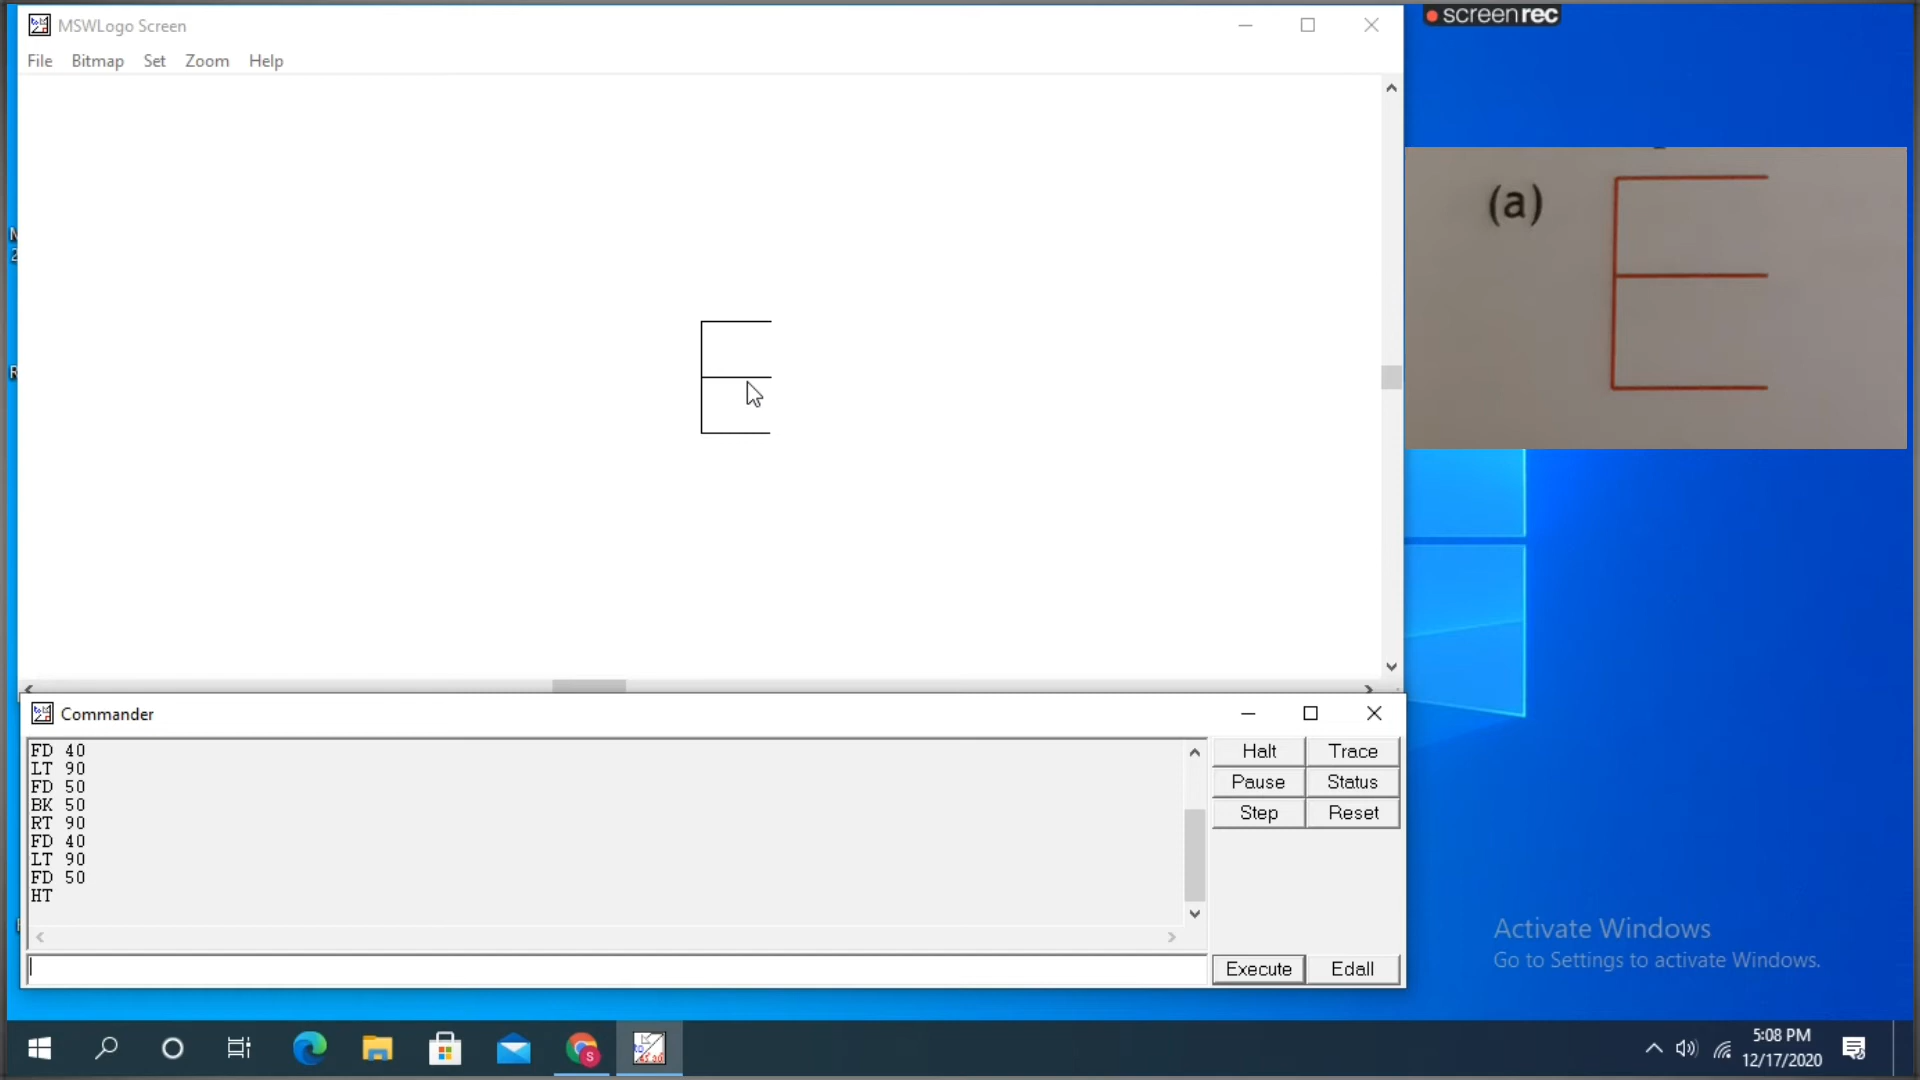 MSWLogo Screen
File Bitmap Set Zoom Help
screenrec
(a)
Commander
FD 40
LT 90
FD 50
BK 50
RT 90
FD 40
LT 90
FD 50
HT
Halt Trace
Pause Status
Step Reset
Execute Edall
Activate Windows
Go to Settings to activate Windows.
5:08 PM
12/17/2020